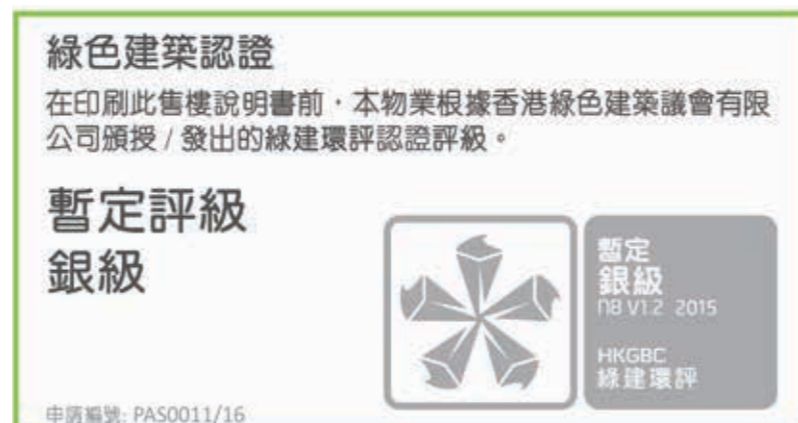 綠色建築認證
在印刷此售樓說明書前，本物業根據香港綠色建築議會有限
公司頒授 / 發出的綠建環評認證評級。
暫定評級
銀級
暫定
銀級
NB V1.2 2015
HKGBC
綠建環評
申請編號: PAS0011/16